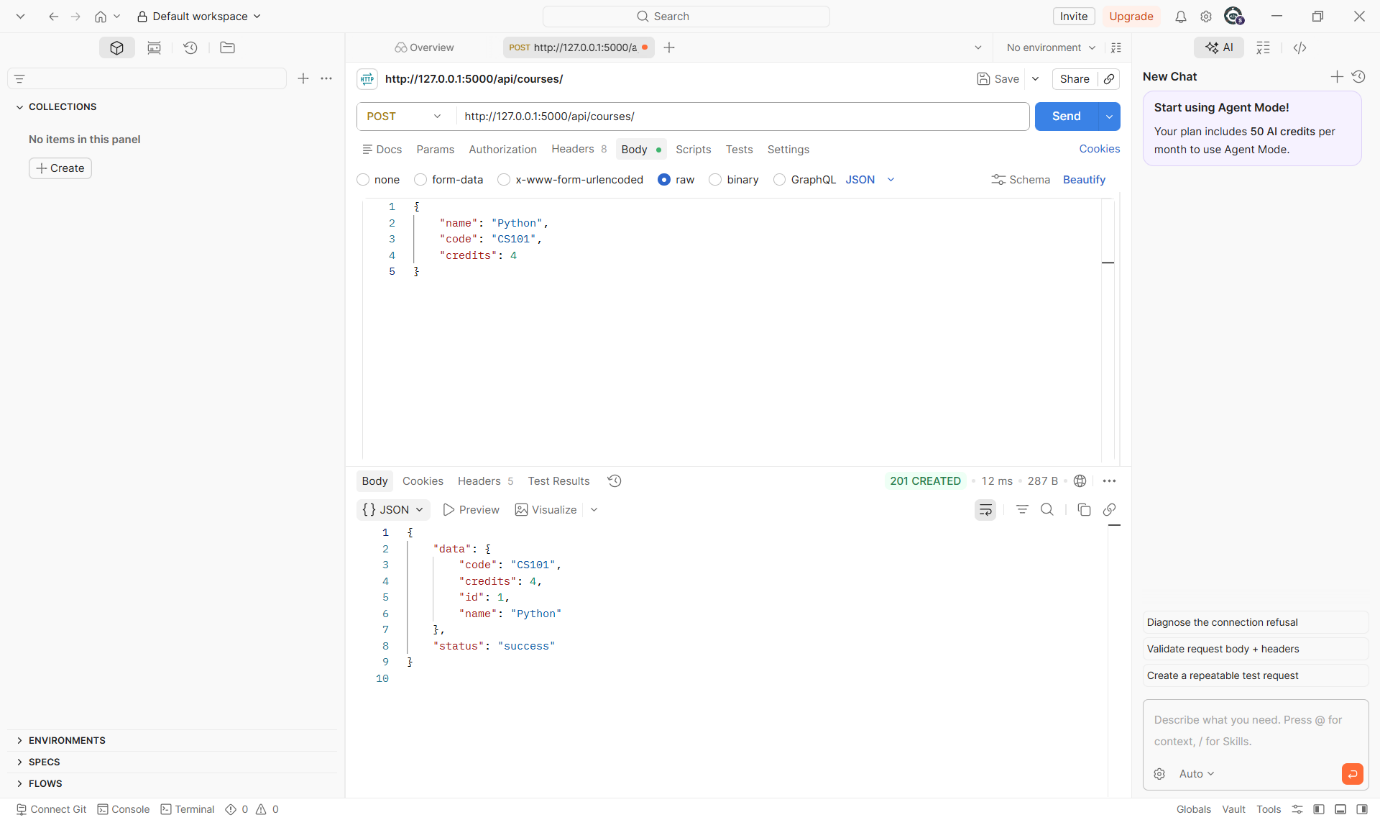 Default workspace
Search
Invite
Upgrade
Overview
POST http://127.0.0.1:5000/a
No environment
AI
HTTP http://127.0.0.1:5000/api/courses/
Save
Share
New Chat
COLLECTIONS
No items in this panel
Create
POST
http://127.0.0.1:5000/api/courses/
Send
Start using Agent Mode!
Your plan includes 50 AI credits per
month to use Agent Mode.
Docs Params Authorization Headers 8 Body Scripts Tests Settings Cookies
none form-data x-www-form-urlencoded raw binary GraphQL JSON Schema Beautify
1 {
2 "name": "Python",
3 "code": "CS101",
4 "credits": 4
5 }
Body Cookies Headers 5 Test Results 201 CREATED 12 ms 287 B
{ } JSON Preview Visualize
1 {
2 "data": {
3 "code": "CS101",
4 "credits": 4,
5 "id": 1,
6 "name": "Python"
7 },
8 "status": "success"
9 }
10
Diagnose the connection refusal
Validate request body + headers
Create a repeatable test request
Describe what you need. Press @ for
context, / for Skills.
Auto
ENVIRONMENTS
SPECS
FLOWS
Connect Git Console Terminal 0 0
Globals Vault Tools